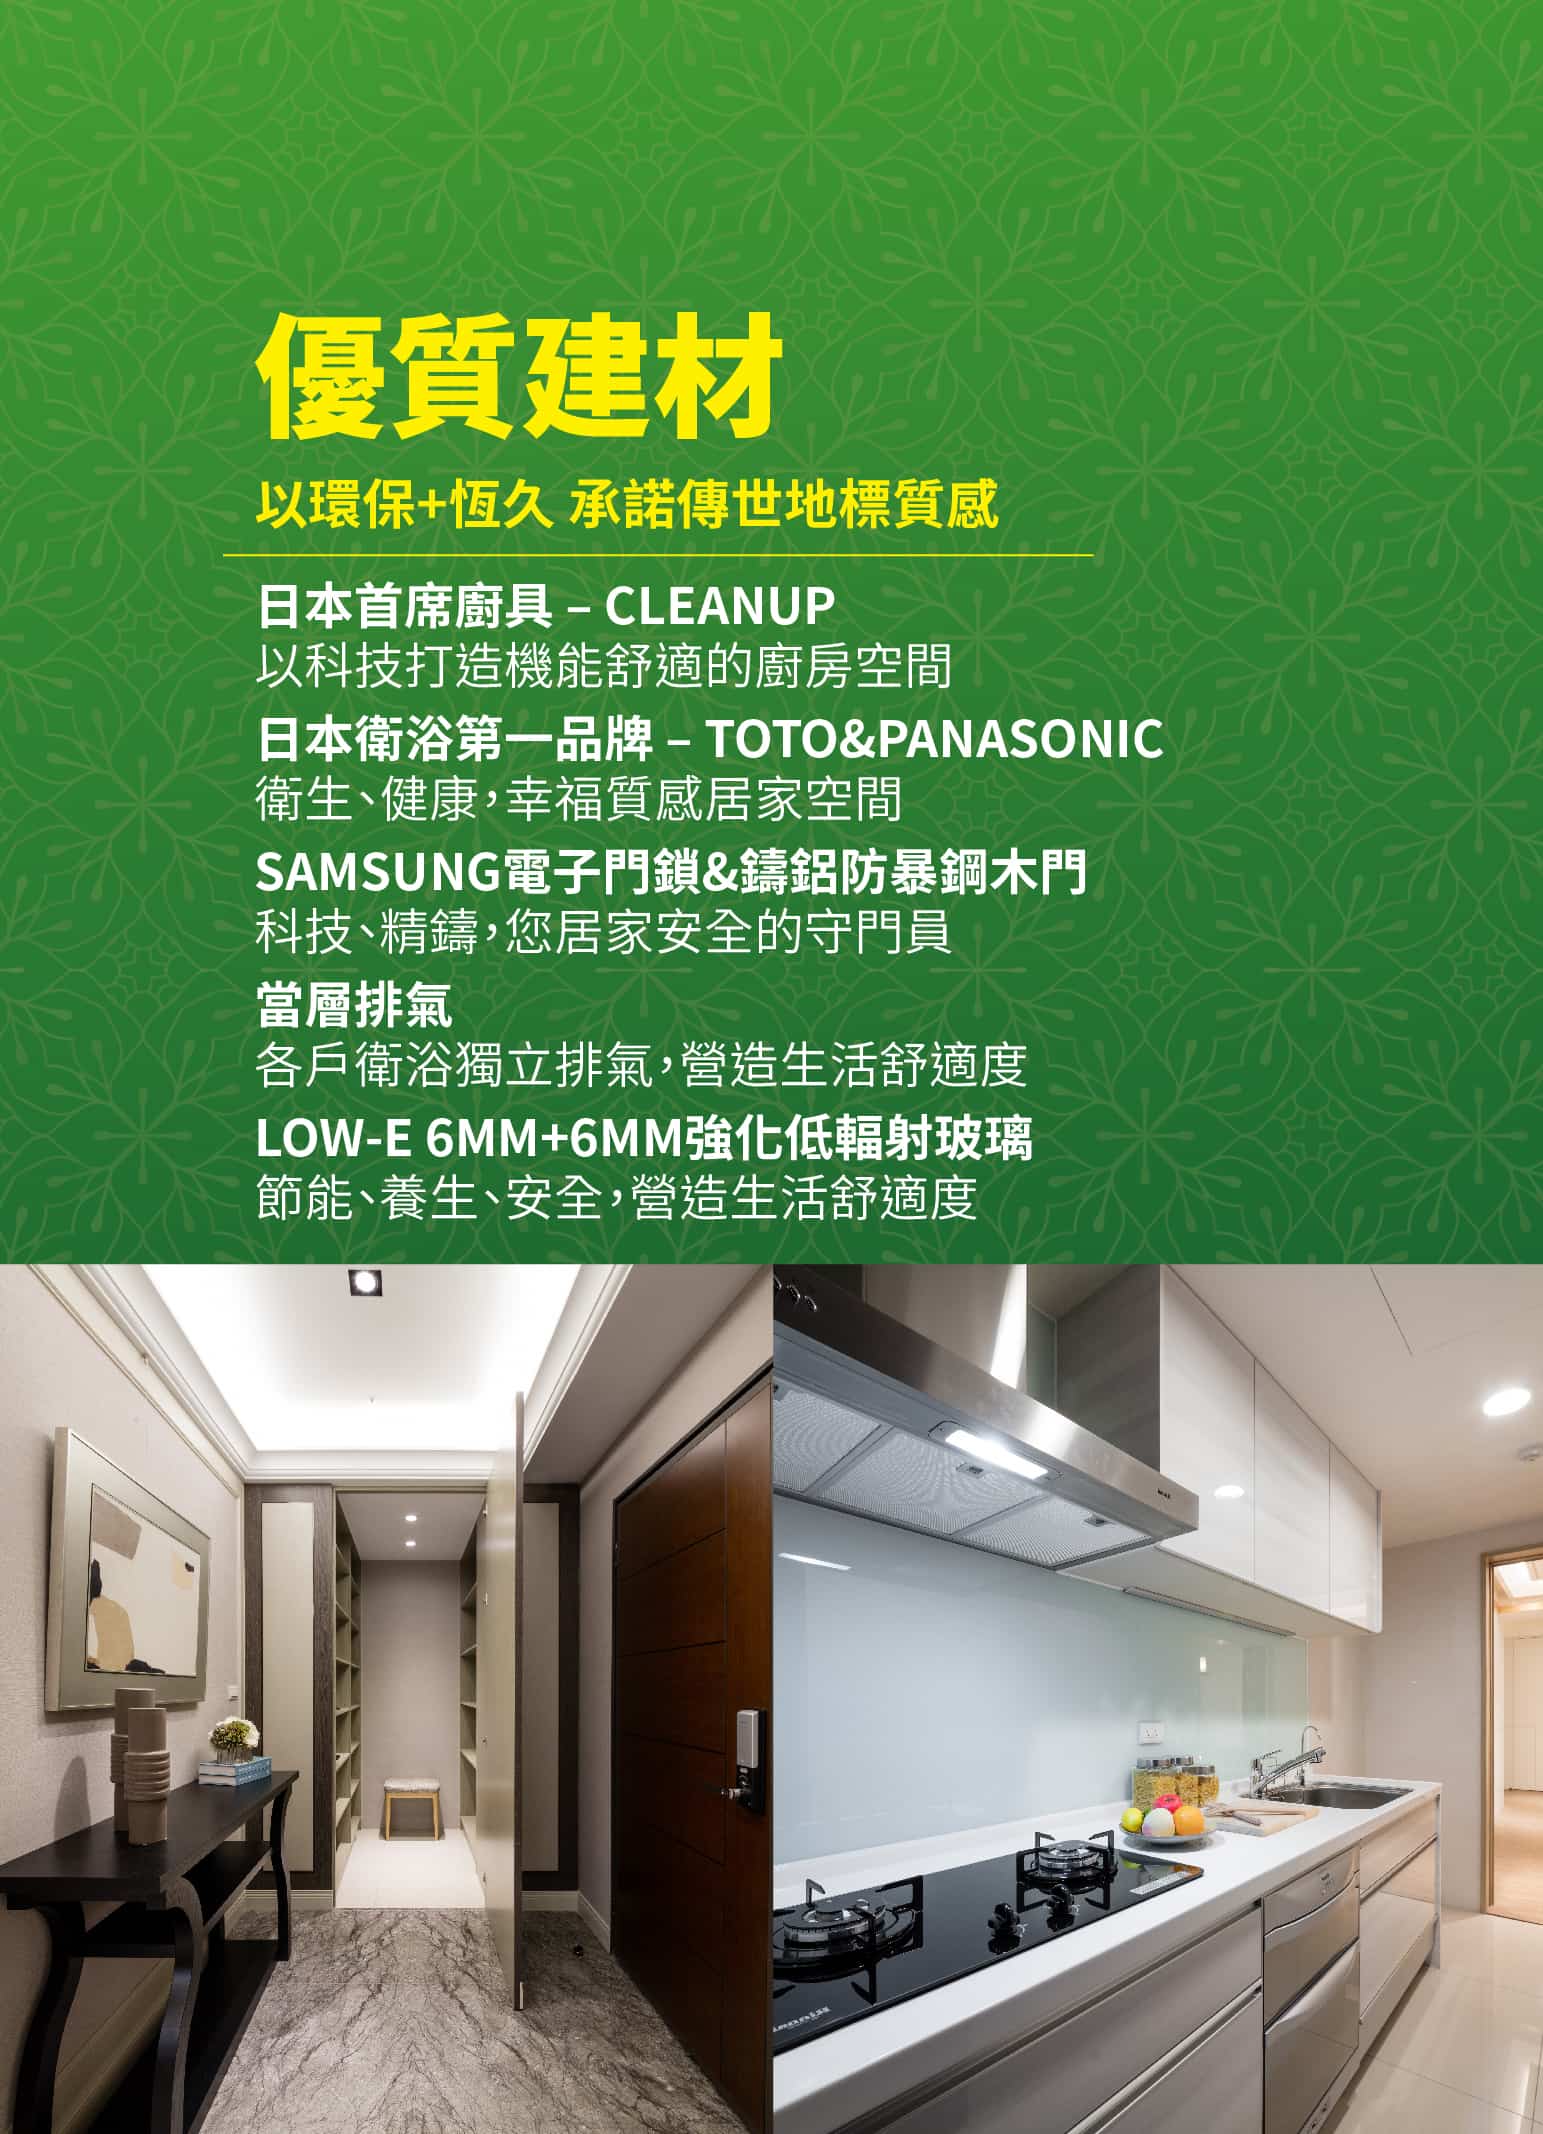 優質建材
以環保+恆久 承諾傳世地標質感
日本首席廚具 – CLEANUP
以科技打造機能舒適的廚房空間
日本衛浴第一品牌 – TOTO&PANASONIC
衛生、健康，幸福質感居家空間
SAMSUNG電子門鎖&鑄鋁防暴鋼木門
科技、精鑄，您居家安全的守門員
當層排氣
各戶衛浴獨立排氣，營造生活舒適度
LOW-E 6MM+6MM強化低輻射玻璃
節能、養生、安全，營造生活舒適度